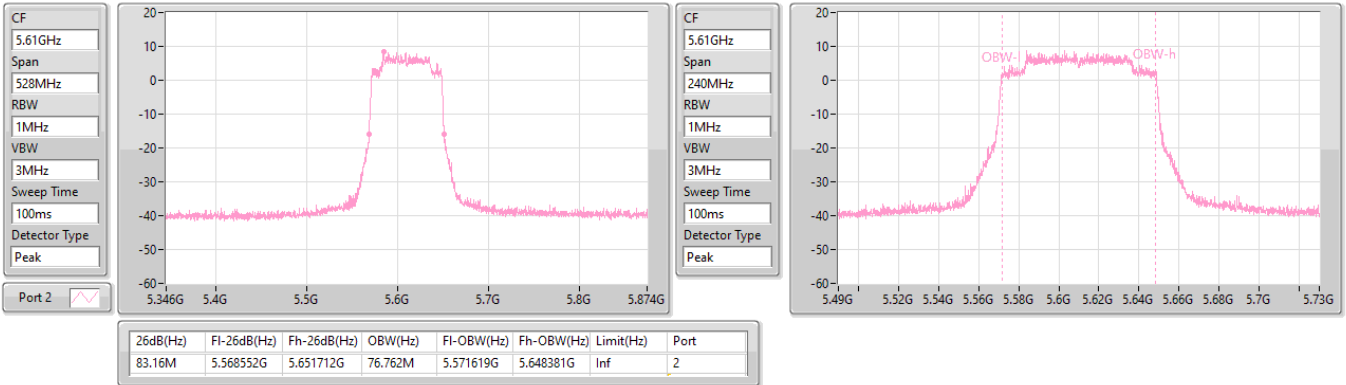 CF
5.61GHz
Span
528MHz
RBW
1MHz
VBW
3MHz
Sweep Time
100ms
Detector Type
Peak
Port 2
20
10
0
-10
-20
-30
-40
-50
-60
5.346G 5.4G 5.5G 5.6G 5.7G 5.8G 5.874G
CF
5.61GHz
Span
240MHz
RBW
1MHz
VBW
3MHz
Sweep Time
100ms
Detector Type
Peak
20
10
0
-10
-20
-30
-40
-50
-60
OBW-l OBW-h
5.49G 5.52G 5.54G 5.56G 5.58G 5.6G 5.62G 5.64G 5.66G 5.68G 5.7G 5.73G
26dB(Hz) Fl-26dB(Hz) Fh-26dB(Hz) OBW(Hz) Fl-OBW(Hz) Fh-OBW(Hz) Limit(Hz) Port
83.16M 5.568552G 5.651712G 76.762M 5.571619G 5.648381G Inf 2